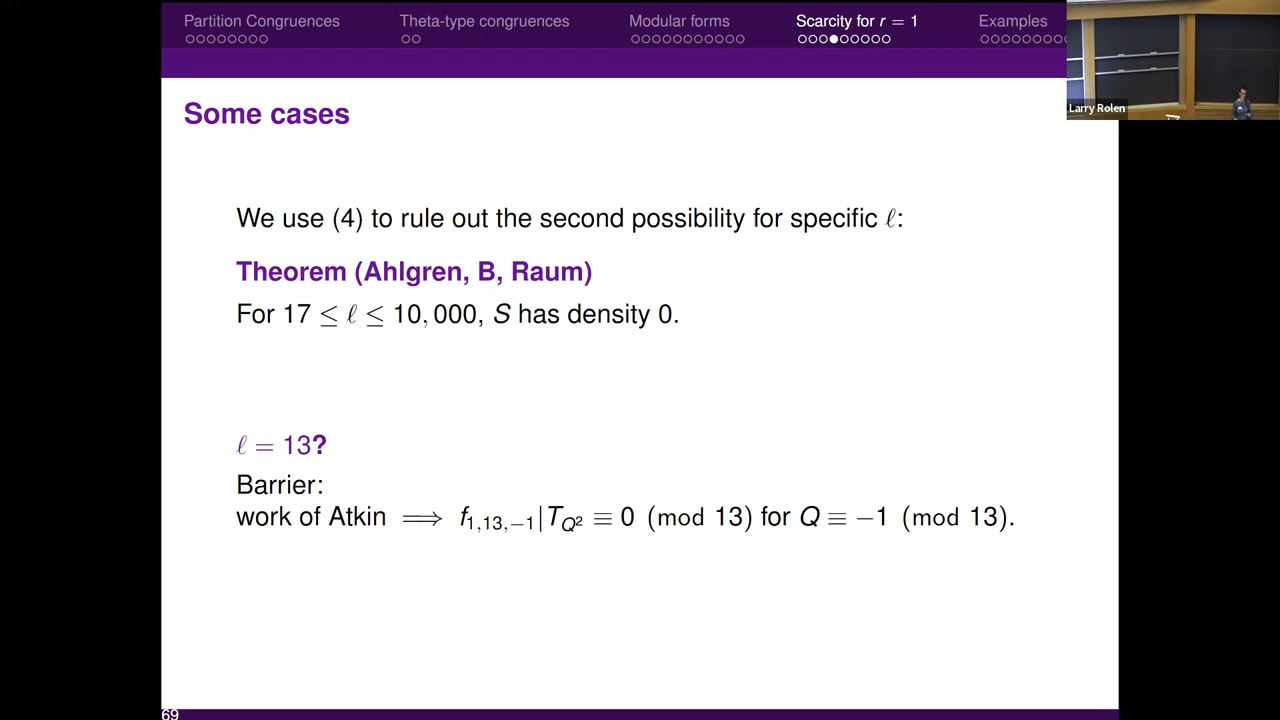 Partition Congruences
Theta-type congruences
Modular forms
Scarcity for r = 1
Examples
Larry Rolen
Some cases
We use (4) to rule out the second possibility for specific ℓ:
Theorem (Ahlgren, B, Raum)
For 17 ≤ ℓ ≤ 10,000, S has density 0.
ℓ = 13?
Barrier:
work of Atkin ⟹ f₁,₁₃,₋₁|T_{Q²} ≡ 0 (mod 13) for Q ≡ −1 (mod 13).
69